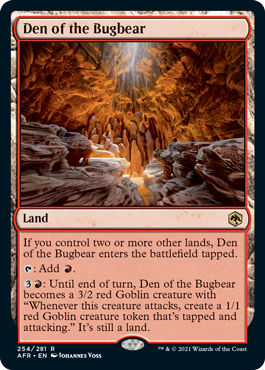 Den of the Bugbear
Land
If you control two or more other lands, Den
of the Bugbear enters the battlefield tapped.
: Add .
3 : Until end of turn, Den of the Bugbear
becomes a 3/2 red Goblin creature with
“Whenever this creature attacks, create a 1/1
red Goblin creature token that’s tapped and
attacking.” It’s still a land.
254/281 R
AFR • EN Johannes Voss
™ & © 2021 Wizards of the Coast